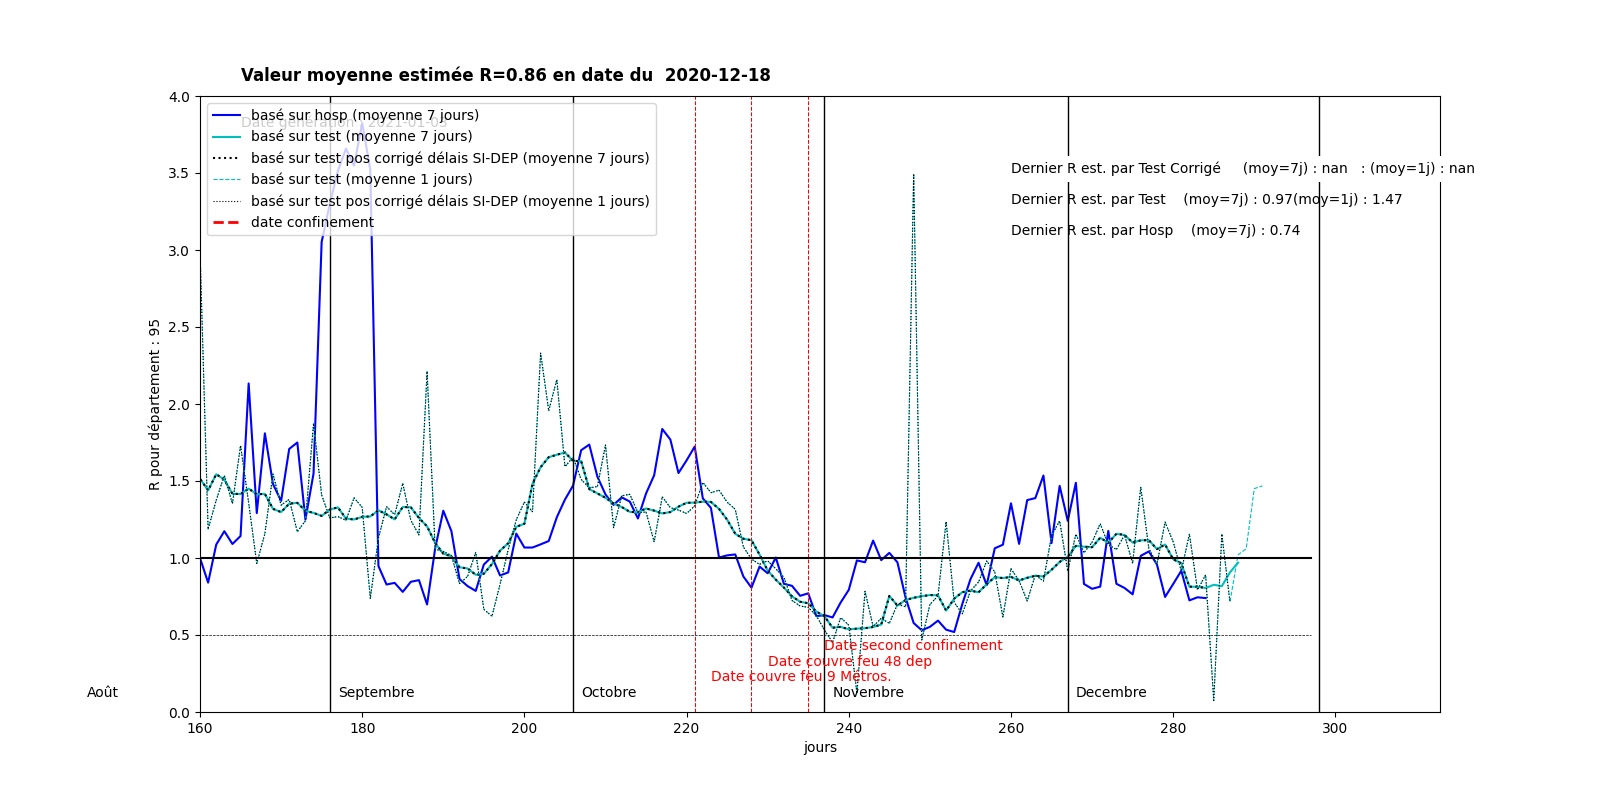 Valeur moyenne estimée R=0.86 en date du  2020-12-18
Date génération : 2021-01-03
basé sur hosp (moyenne 7 jours)
basé sur test (moyenne 7 jours)
basé sur test pos corrigé délais SI-DEP (moyenne 7 jours)
basé sur test (moyenne 1 jours)
basé sur test pos corrigé délais SI-DEP (moyenne 1 jours)
date confinement
Dernier R est. par Test Corrigé     (moy=7j) : nan   : (moy=1j) : nan
Dernier R est. par Test    (moy=7j) : 0.97(moy=1j) : 1.47
Dernier R est. par Hosp    (moy=7j) : 0.74
R pour département : 95
4.0
3.5
3.0
2.5
2.0
1.5
1.0
0.5
0.0
Date second confinement
Date couvre feu 48 dep
Date couvre feu 9 Métros.
Août
Septembre
Octobre
Novembre
Decembre
160
180
200
220
240
260
280
300
jours